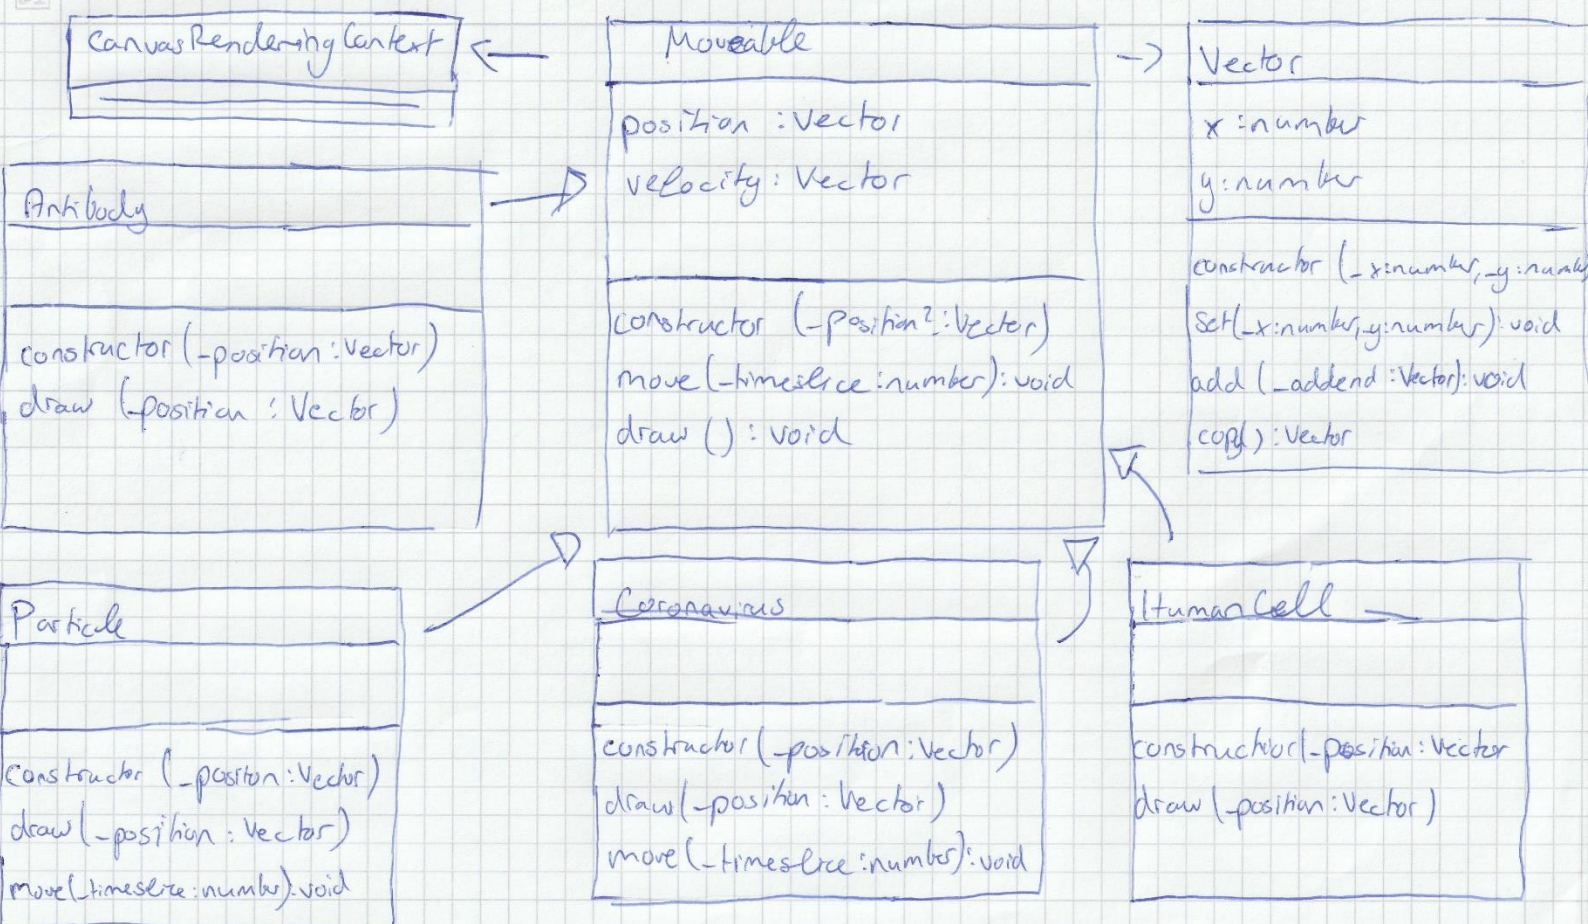 CanvasRenderingContext
Moveable
position : Vector
velocity : Vector
constructor (_position? : Vector)
move (_timeslice : number) : void
draw () : void
Vector
x : number
y : number
constructor (_x : number, _y : number
set(_x : number, _y : number) : void
add (_addend : Vector) : void
copy() : Vector
Antibody
constructor (_position : Vector)
draw (_position : Vector)
Particle
constructor (_positon : Vector)
draw (_position : Vector)
move(_timeslice : number) : void
Coronavirus
constructor (_position : Vector)
draw (_position : Vector)
move (_timeslice : number) : void
HumanCell
constructior(_position : Vector
draw (_position : Vector)